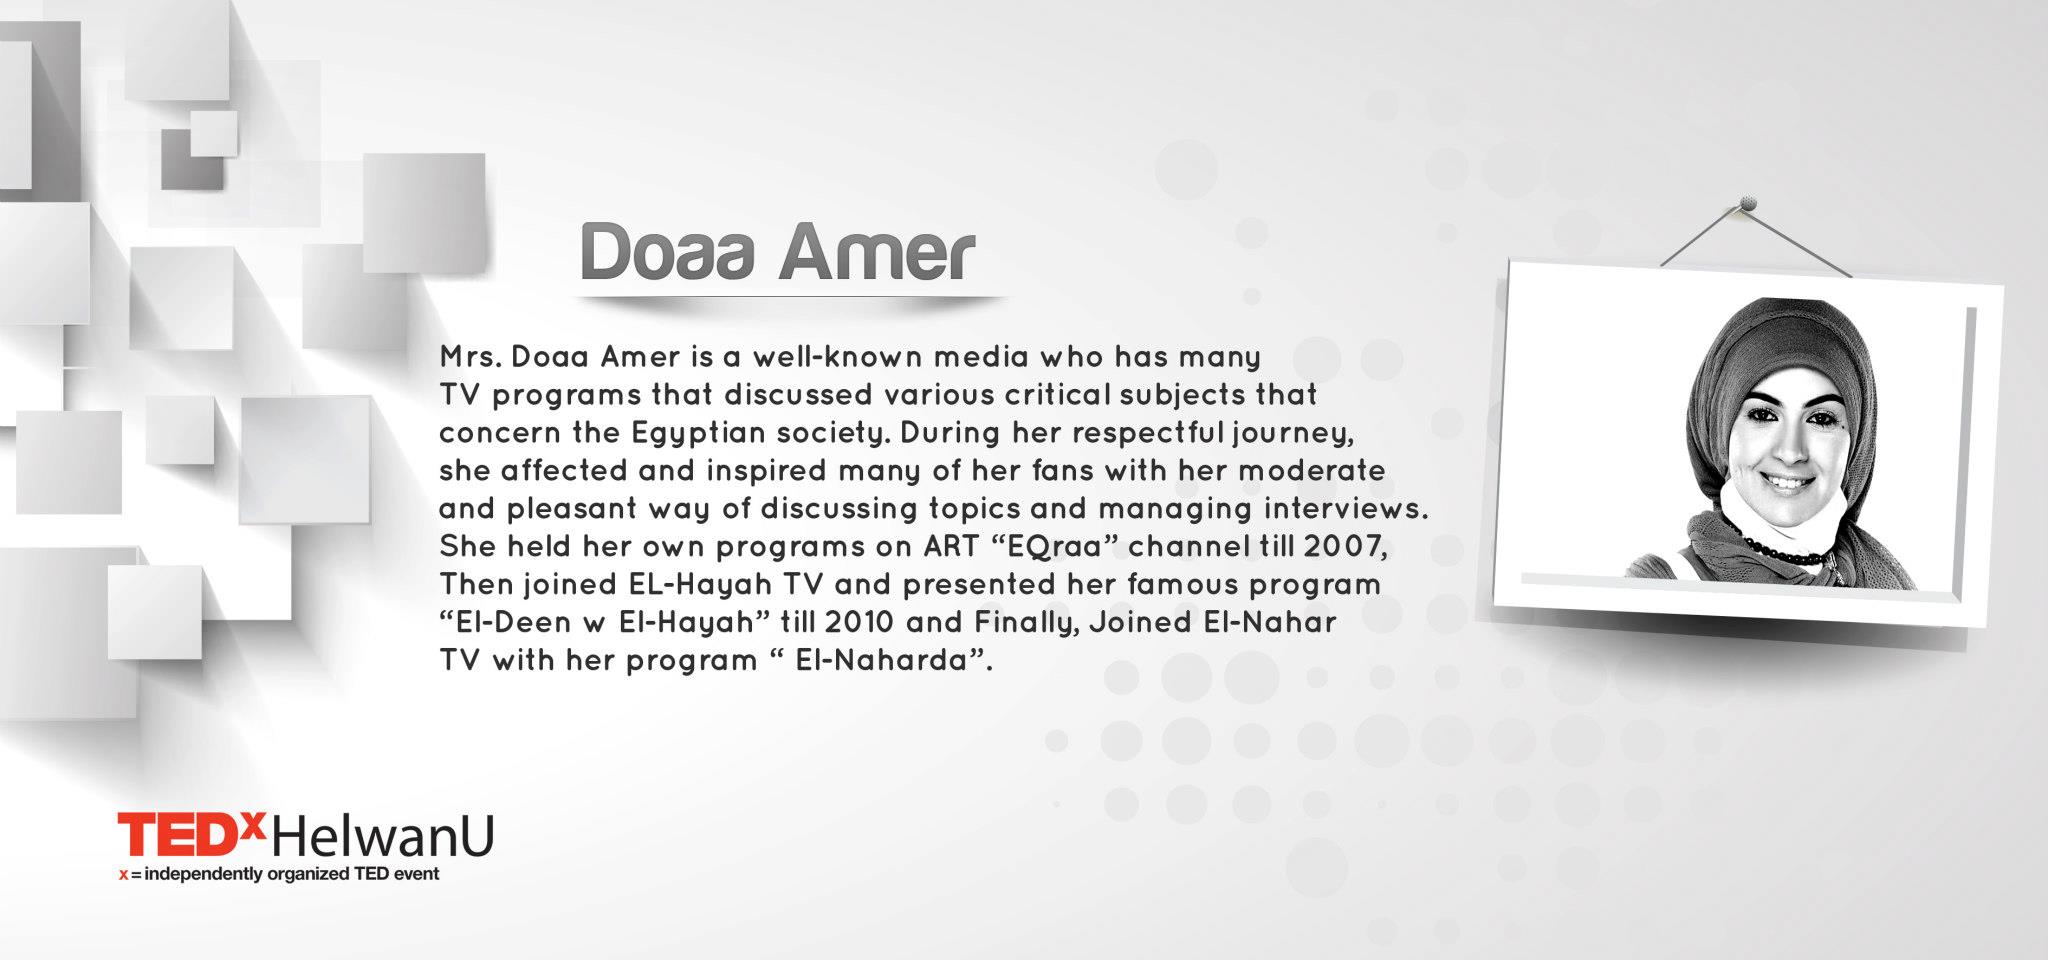 Doaa Amer
Mrs. Doaa Amer is a well-known media who has many
TV programs that discussed various critical subjects that
concern the Egyptian society. During her respectful journey,
she affected and inspired many of her fans with her moderate
and pleasant way of discussing topics and managing interviews.
She held her own programs on ART “EQraa” channel till 2007,
Then joined EL-Hayah TV and presented her famous program
“El-Deen w El-Hayah” till 2010 and Finally, Joined El-Nahar
TV with her program “ El-Naharda”.
TEDx HelwanU
x = independently organized TED event